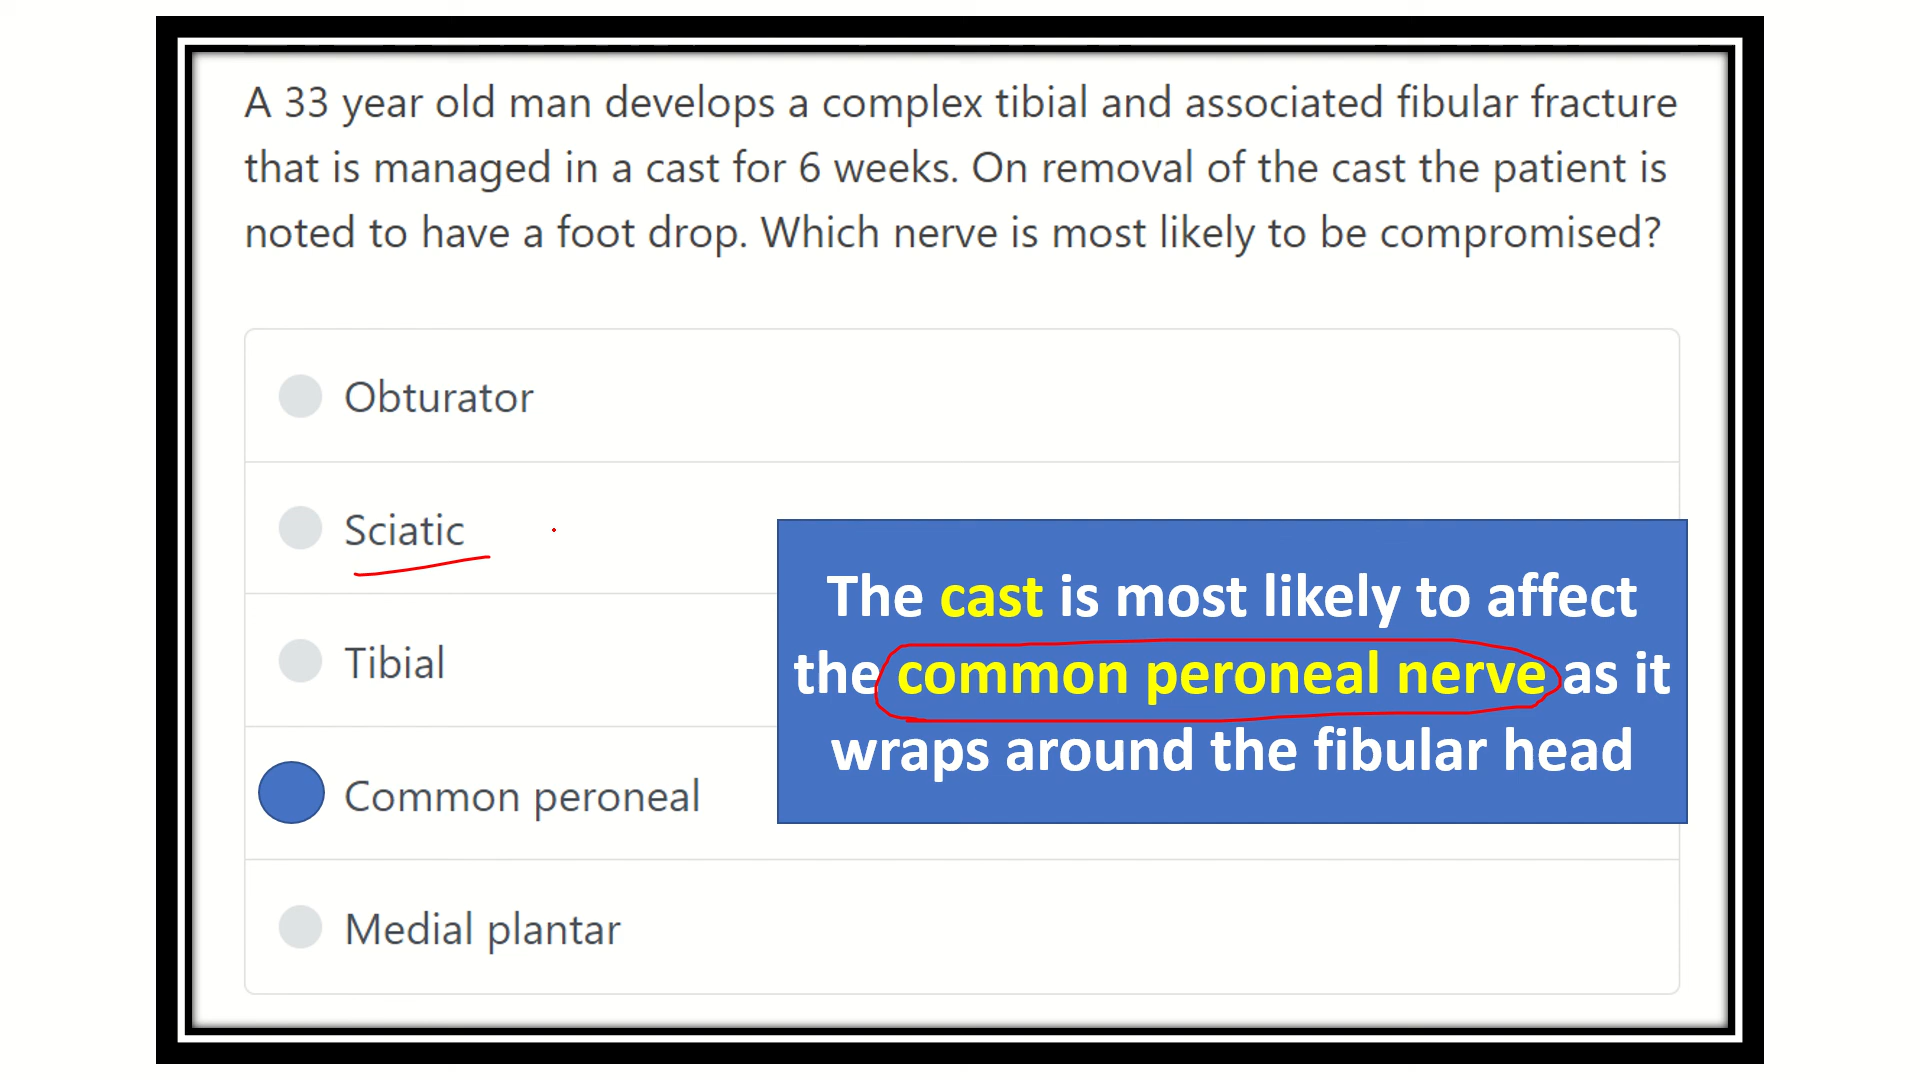 A 33 year old man develops a complex tibial and associated fibular fracture
that is managed in a cast for 6 weeks. On removal of the cast the patient is
noted to have a foot drop. Which nerve is most likely to be compromised?
Obturator
Sciatic
Tibial
Common peroneal
Medial plantar
The cast is most likely to affect
the common peroneal nerve as it
wraps around the fibular head